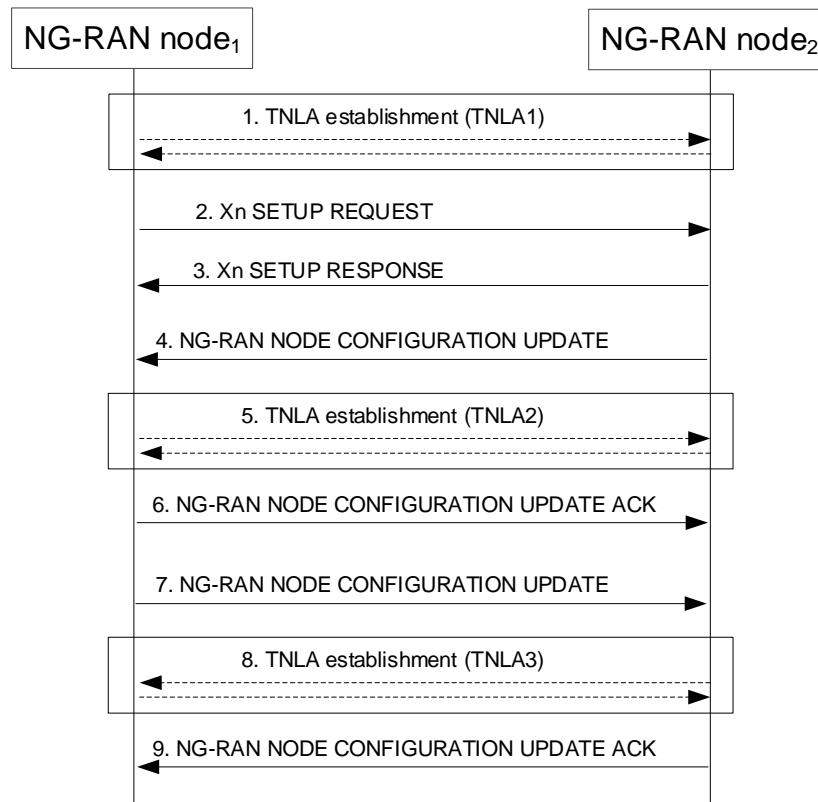 NG-RAN node1
NG-RAN node2
1. TNLA establishment (TNLA1)
2. Xn SETUP REQUEST
3. Xn SETUP RESPONSE
4. NG-RAN NODE CONFIGURATION UPDATE
5. TNLA establishment (TNLA2)
6. NG-RAN NODE CONFIGURATION UPDATE ACK
7. NG-RAN NODE CONFIGURATION UPDATE
8. TNLA establishment (TNLA3)
9. NG-RAN NODE CONFIGURATION UPDATE ACK